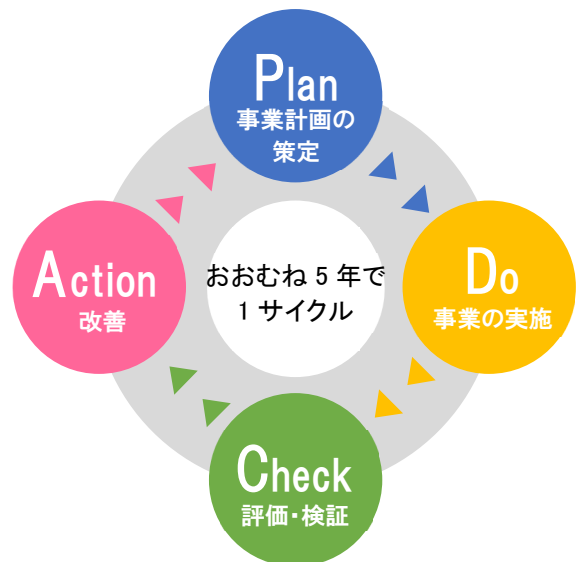 Plan
事業計画の
策定
Do
事業の実施
Check
評価・検証
Action
改善
おおむね 5 年で
1 サイクル